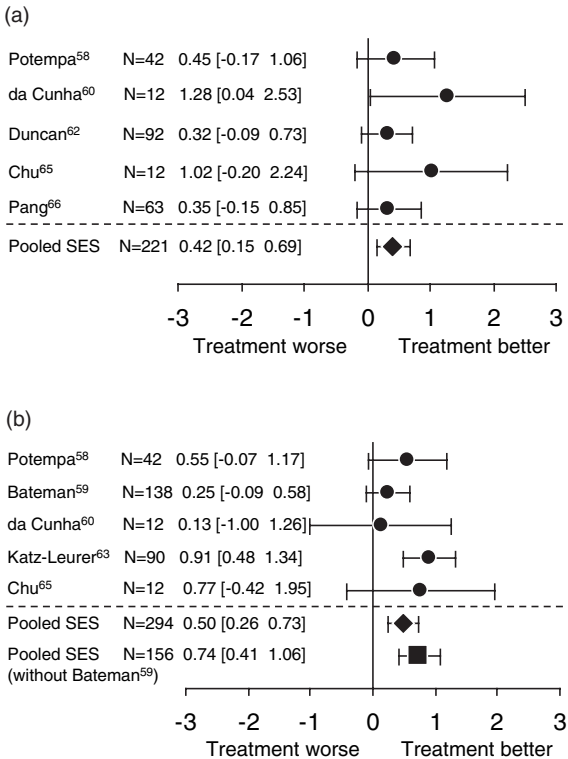 (a)
Potempa58 N=42 0.45 [-0.17 1.06]
da Cunha60 N=12 1.28 [0.04 2.53]
Duncan62 N=92 0.32 [-0.09 0.73]
Chu65 N=12 1.02 [-0.20 2.24]
Pang66 N=63 0.35 [-0.15 0.85]
Pooled SES N=221 0.42 [0.15 0.69]
-3 -2 -1 0 1 2 3
Treatment worse Treatment better
(b)
Potempa58 N=42 0.55 [-0.07 1.17]
Bateman59 N=138 0.25 [-0.09 0.58]
da Cunha60 N=12 0.13 [-1.00 1.26]
Katz-Leurer63 N=90 0.91 [0.48 1.34]
Chu65 N=12 0.77 [-0.42 1.95]
Pooled SES N=294 0.50 [0.26 0.73]
Pooled SES N=156 0.74 [0.41 1.06]
(without Bateman59)
-3 -2 -1 0 1 2 3
Treatment worse Treatment better